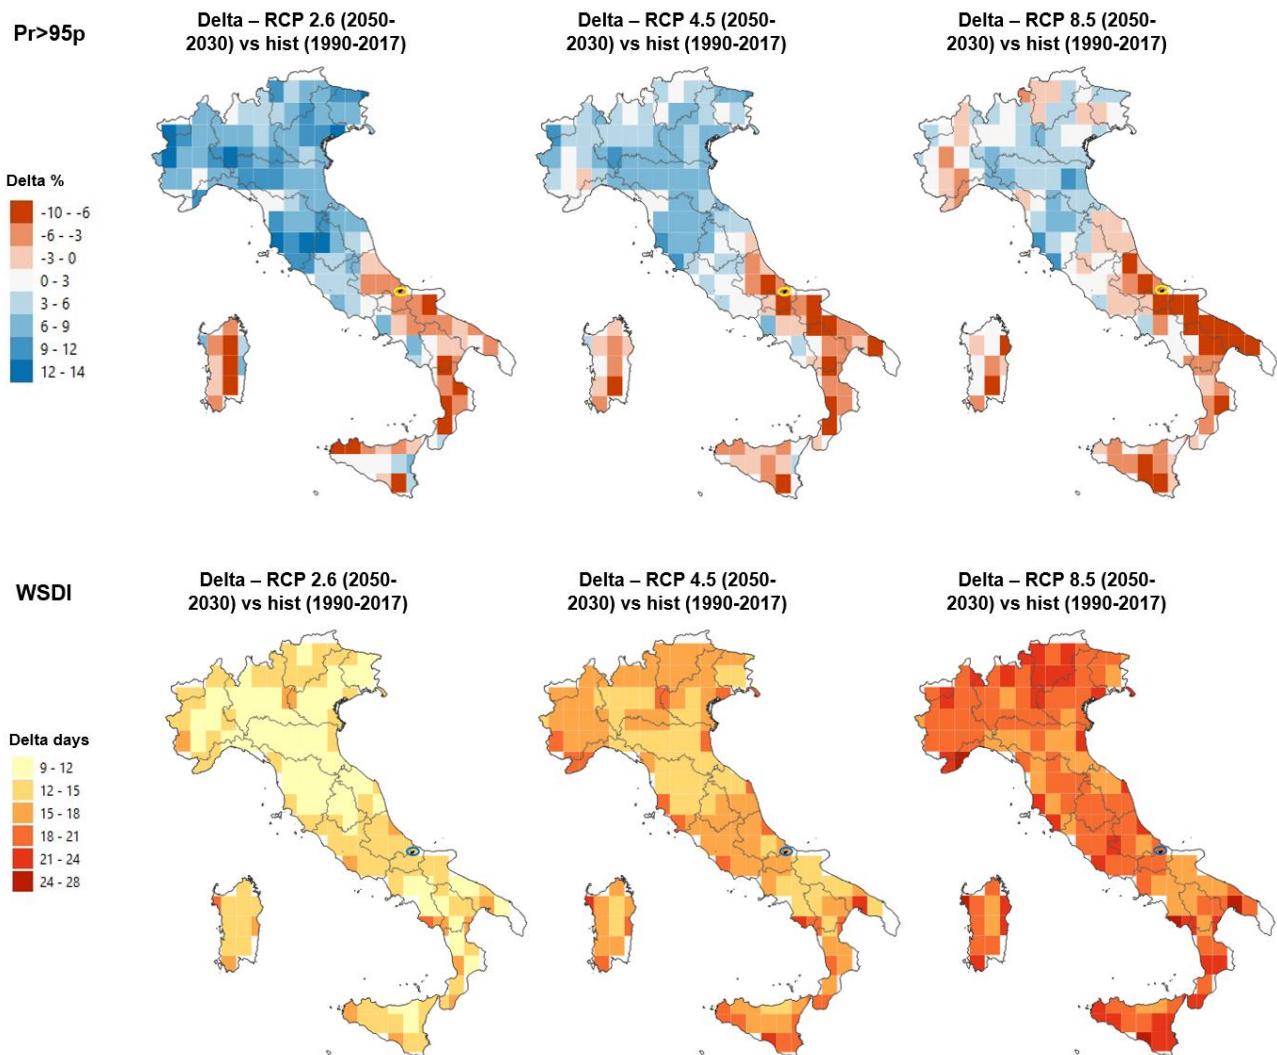 Pr>95p
Delta – RCP 2.6 (2050-
2030) vs hist (1990-2017)
Delta – RCP 4.5 (2050-
2030) vs hist (1990-2017)
Delta – RCP 8.5 (2050-
2030) vs hist (1990-2017)
Delta %
-10 - -6
-6 - -3
-3 - 0
0 - 3
3 - 6
6 - 9
9 - 12
12 - 14
WSDI
Delta – RCP 2.6 (2050-
2030) vs hist (1990-2017)
Delta – RCP 4.5 (2050-
2030) vs hist (1990-2017)
Delta – RCP 8.5 (2050-
2030) vs hist (1990-2017)
Delta days
9 - 12
12 - 15
15 - 18
18 - 21
21 - 24
24 - 28